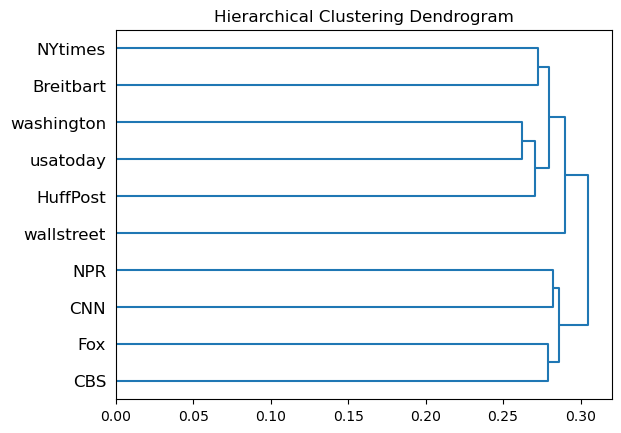 Hierarchical Clustering Dendrogram
NYtimes
Breitbart
washington
usatoday
HuffPost
wallstreet
NPR
CNN
Fox
CBS
0.00 0.05 0.10 0.15 0.20 0.25 0.30